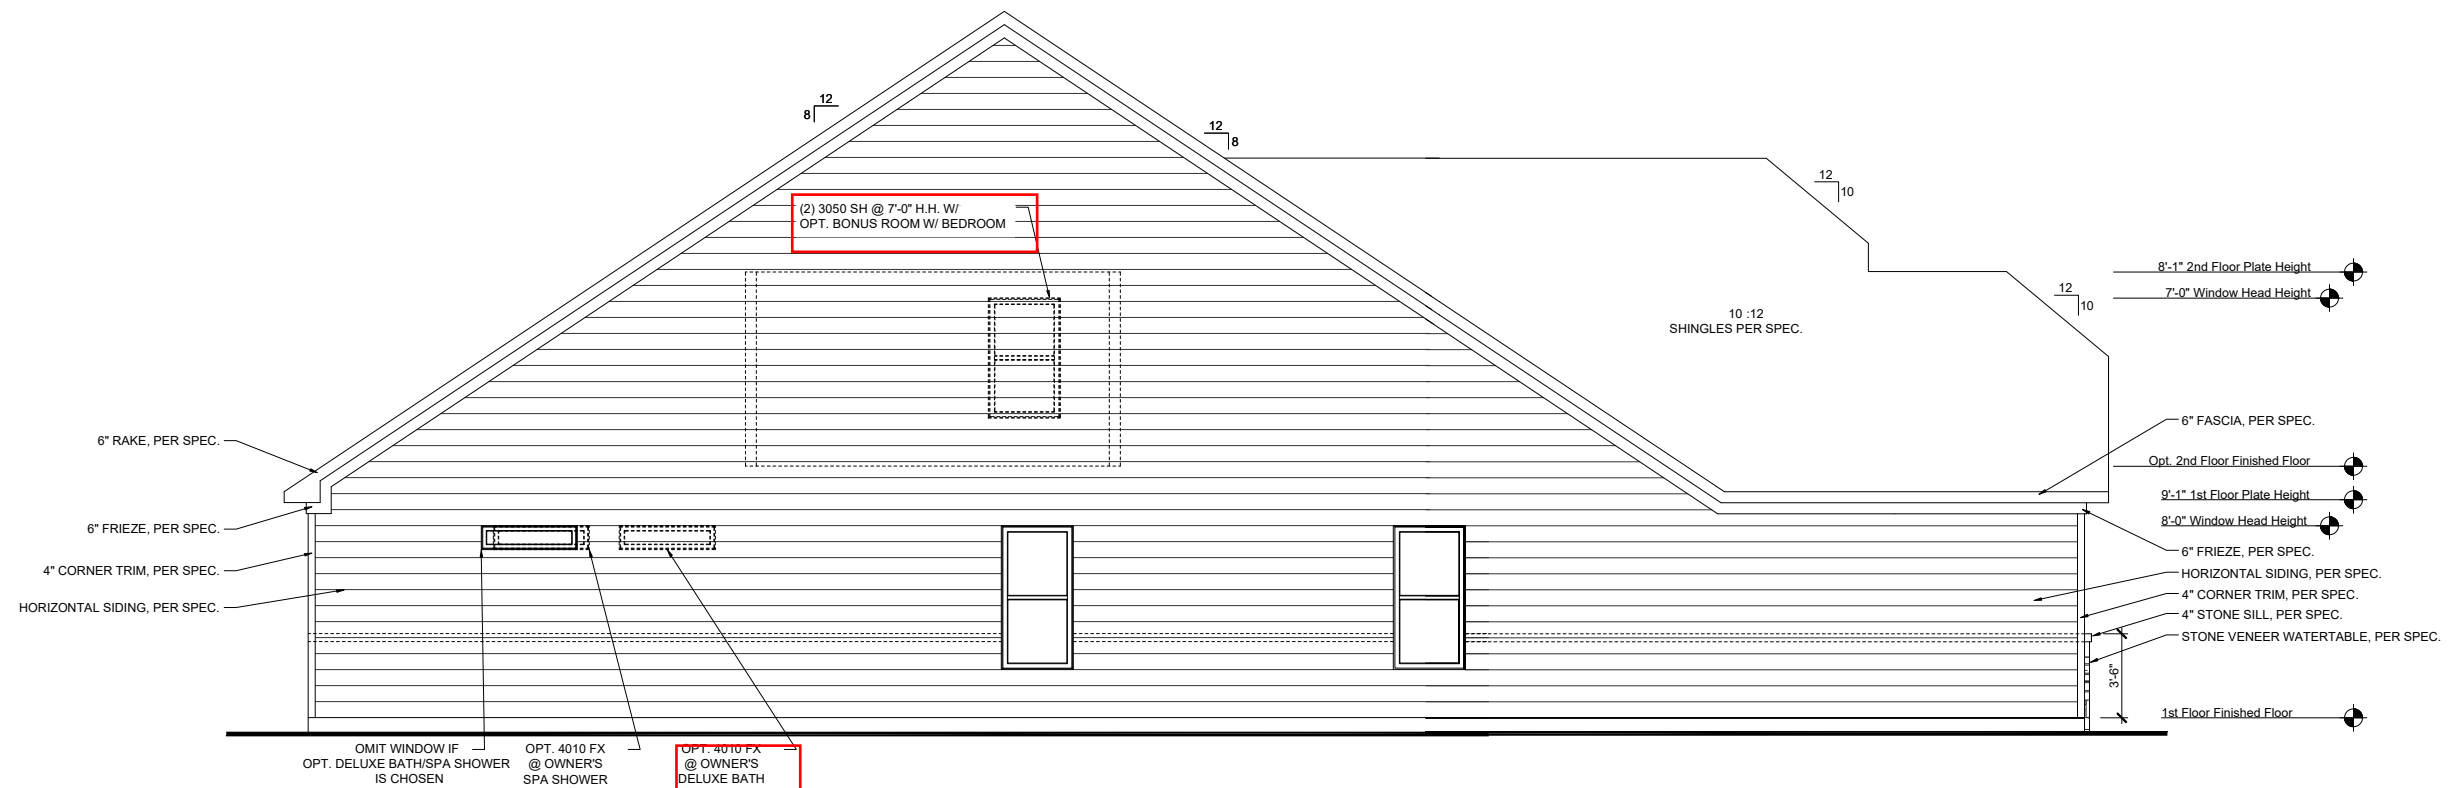 12
8
12
8
12
10
(2) 3050 SH @ 7'-0" H.H. W/
OPT. BONUS ROOM W/ BEDROOM
8'-1" 2nd Floor Plate Height
7'-0" Window Head Height
12
10
10 :12
SHINGLES PER SPEC.
6" RAKE, PER SPEC.
6" FRIEZE, PER SPEC.
4" CORNER TRIM, PER SPEC.
HORIZONTAL SIDING, PER SPEC.
6" FASCIA, PER SPEC.
Opt. 2nd Floor Finished Floor
9'-1" 1st Floor Plate Height
8'-0" Window Head Height
6" FRIEZE, PER SPEC.
HORIZONTAL SIDING, PER SPEC.
4" CORNER TRIM, PER SPEC.
4" STONE SILL, PER SPEC.
STONE VENEER WATERTABLE, PER SPEC.
3'-6"
1st Floor Finished Floor
OMIT WINDOW IF
OPT. DELUXE BATH/SPA SHOWER
IS CHOSEN
OPT. 4010 FX
@ OWNER'S
SPA SHOWER
OPT. 4010 FX
@ OWNER'S
DELUXE BATH